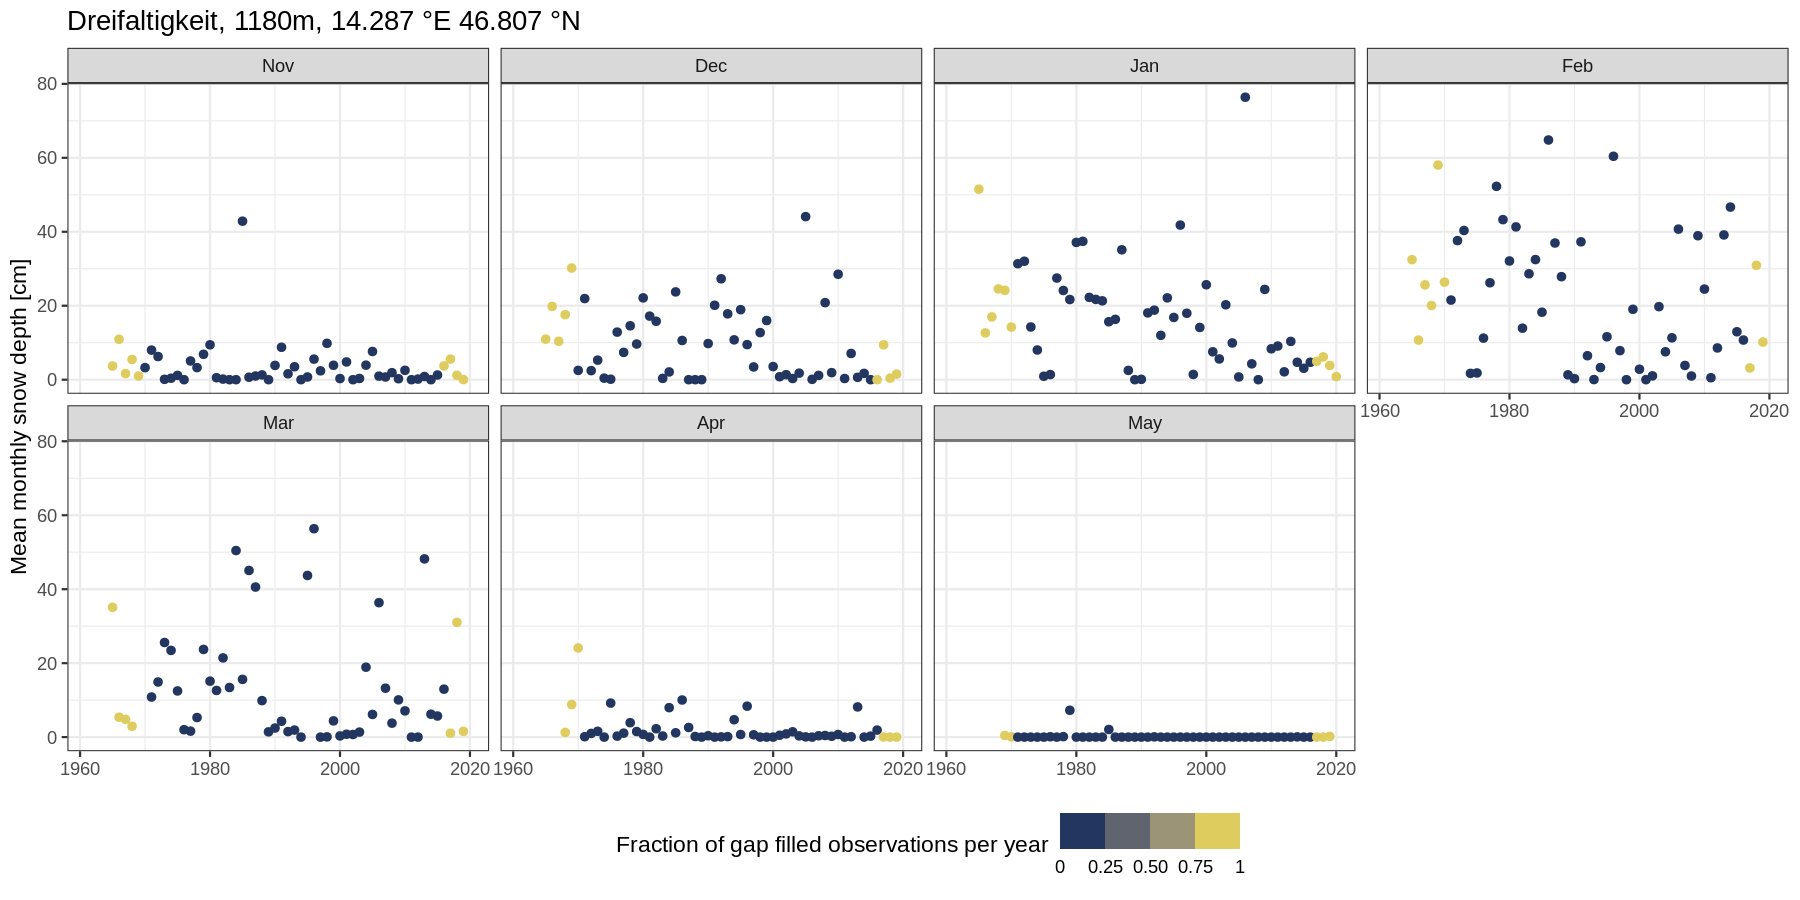 Dreifaltigkeit, 1180m, 14.287 °E 46.807 °N
Nov
Dec
Jan
Feb
80
60
40
20
0
1960 1980 2000 2020
Mar
Apr
May
80
60
40
20
0
1960 1980 2000 2020
1960 1980 2000 2020
1960 1980 2000 2020
Mean monthly snow depth [cm]
Fraction of gap filled observations per year
0 0.25 0.50 0.75 1